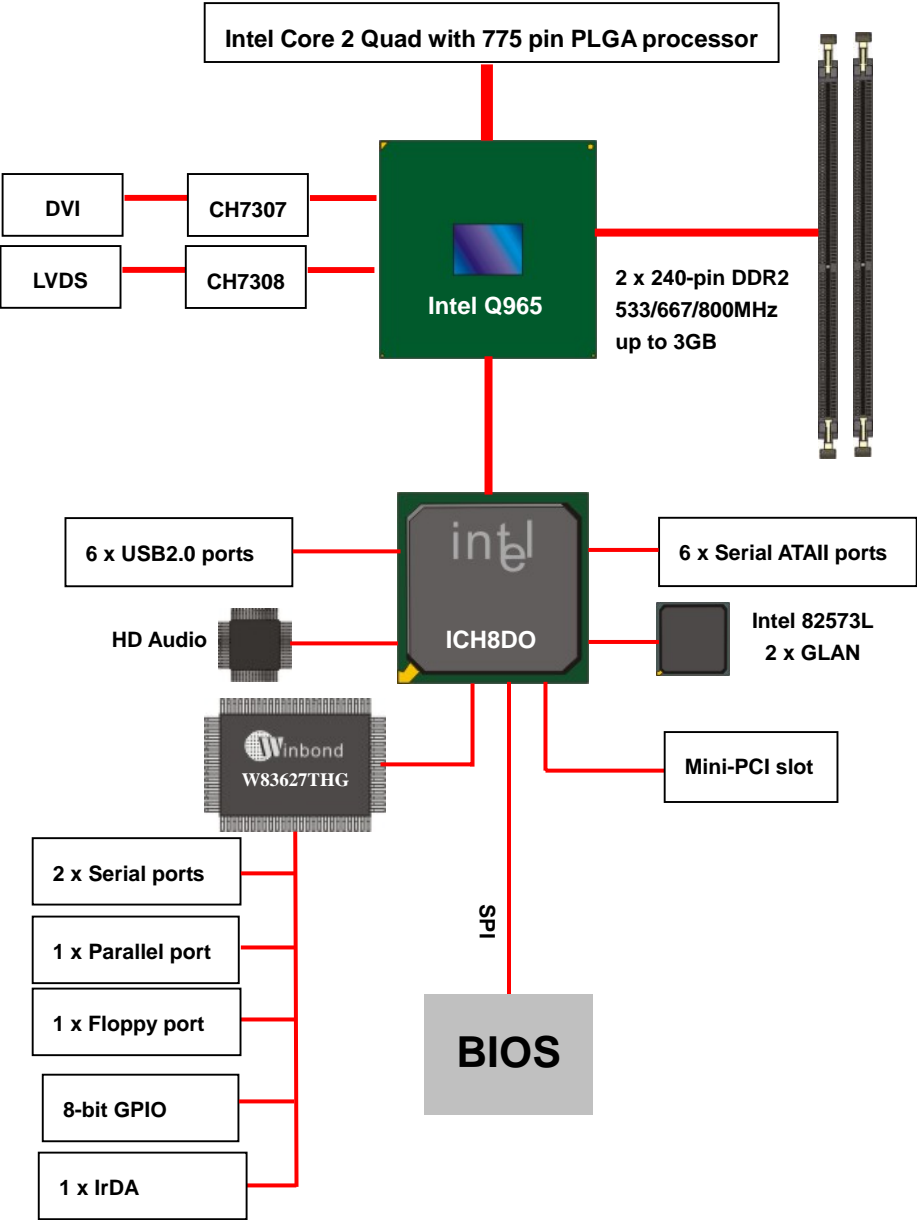 Intel Core 2 Quad with 775 pin PLGA processor
DVI
CH7307
LVDS
CH7308
Intel Q965
2 x 240-pin DDR2
533/667/800MHz
up to 3GB
6 x USB2.0 ports
intel
6 x Serial ATAII ports
HD Audio
ICH8DO
Intel 82573L
2 x GLAN
Winbond
W83627THG
Mini-PCI slot
2 x Serial ports
1 x Parallel port
1 x Floppy port
8-bit GPIO
1 x IrDA
SPI
BIOS